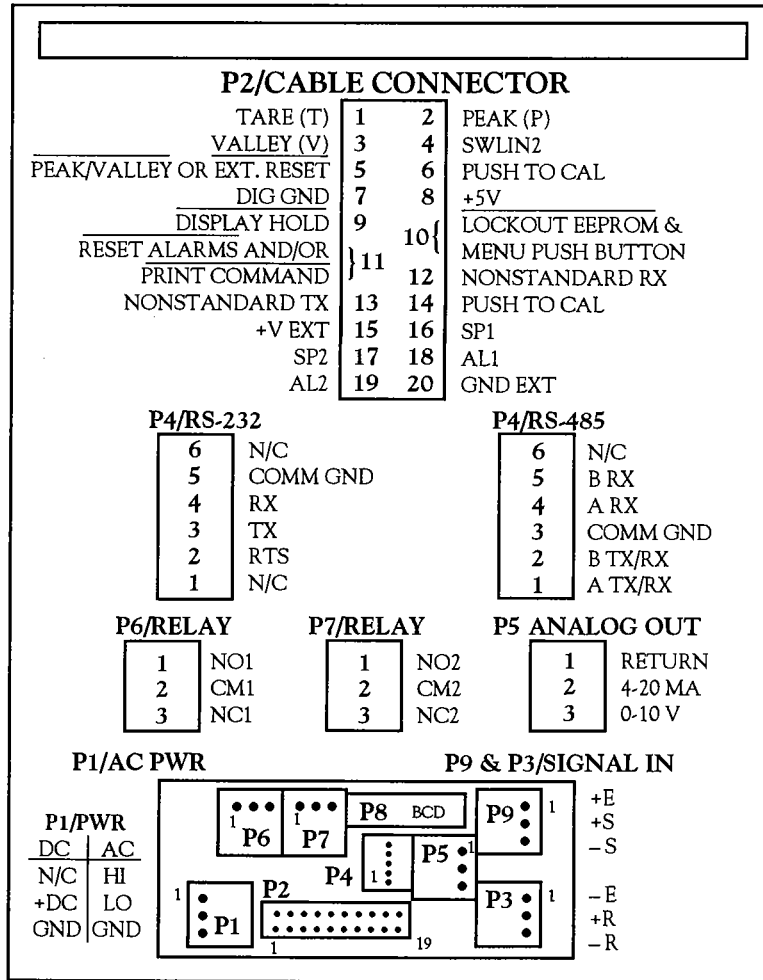 P2/CABLE CONNECTOR
TARE (T) 1 2 PEAK (P)
VALLEY (V) 3 4 SWLIN2
PEAK/VALLEY OR EXT. RESET 5 6 PUSH TO CAL
DIG GND 7 8 +5V
DISPLAY HOLD 9 10{ LOCKOUT EEPROM &
MENU PUSH BUTTON
RESET ALARMS AND/OR }11
PRINT COMMAND 12 NONSTANDARD RX
NONSTANDARD TX 13 14 PUSH TO CAL
+V EXT 15 16 SP1
SP2 17 18 AL1
AL2 19 20 GND EXT
P4/RS-232 P4/RS-485
6 N/C 6 N/C
5 COMM GND 5 B RX
4 RX 4 A RX
3 TX 3 COMM GND
2 RTS 2 B TX/RX
1 N/C 1 A TX/RX
P6/RELAY P7/RELAY P5 ANALOG OUT
1 NO1 1 NO2 1 RETURN
2 CM1 2 CM2 2 4-20 MA
3 NC1 3 NC2 3 0-10 V
P1/AC PWR P9 & P3/SIGNAL IN
P1/PWR
DC AC
N/C HI
+DC LO
GND GND
1 P6 1 P7 P8 BCD P9 1 +E
+S
-S
P4 1 P5 1
1 P1 P2 1 19 P3 1 -E
+R
-R